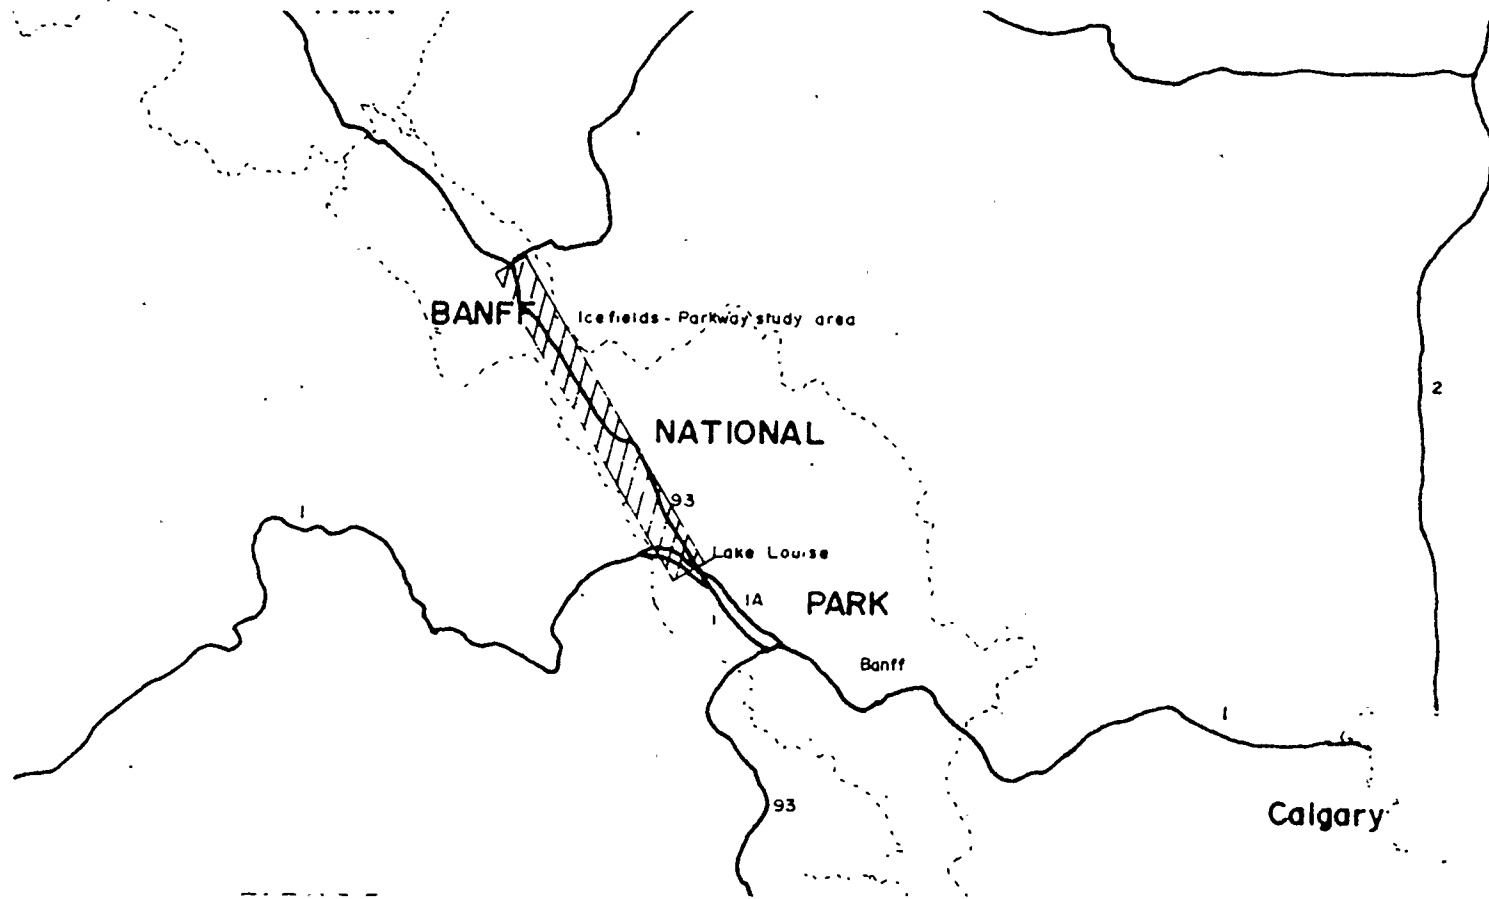 BANFF
Icefields - Parkway study area
2
NATIONAL
93
1
Lake Louise
1A
PARK
1
Banff
1
93
Calgary